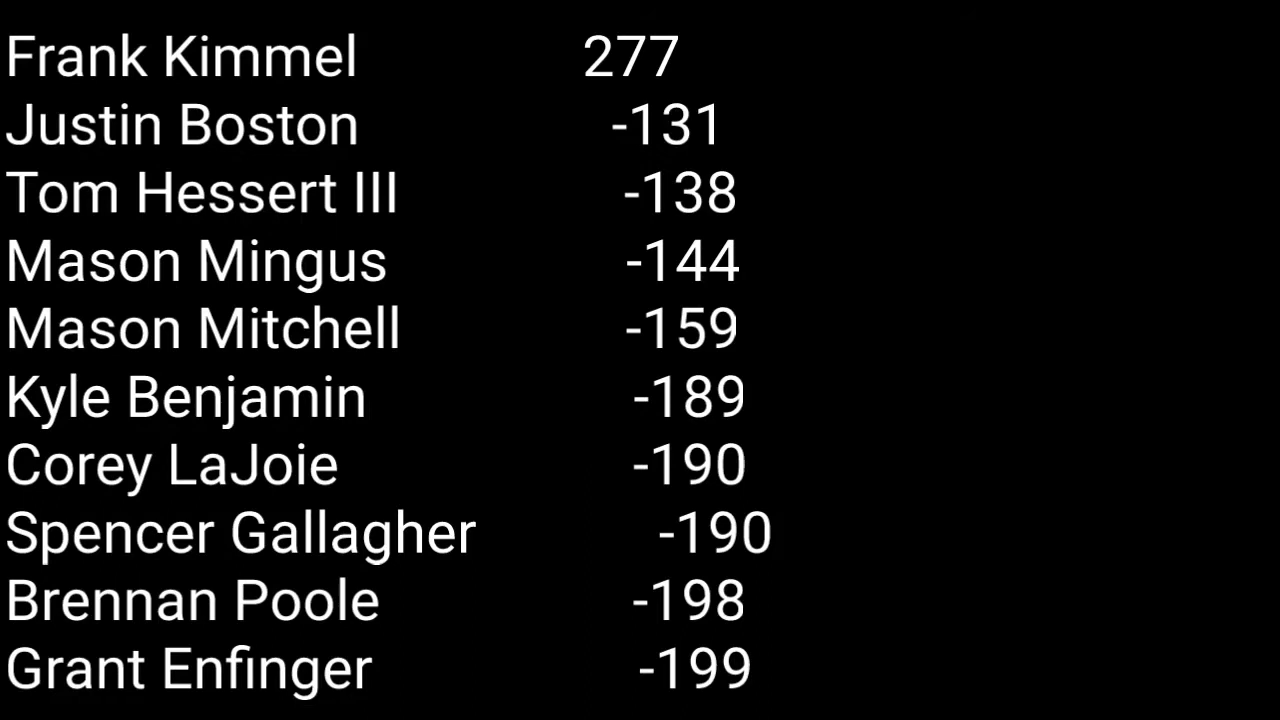 Frank Kimmel 277
Justin Boston -131
Tom Hessert III -138
Mason Mingus -144
Mason Mitchell -159
Kyle Benjamin -189
Corey LaJoie -190
Spencer Gallagher -190
Brennan Poole -198
Grant Enfinger -199